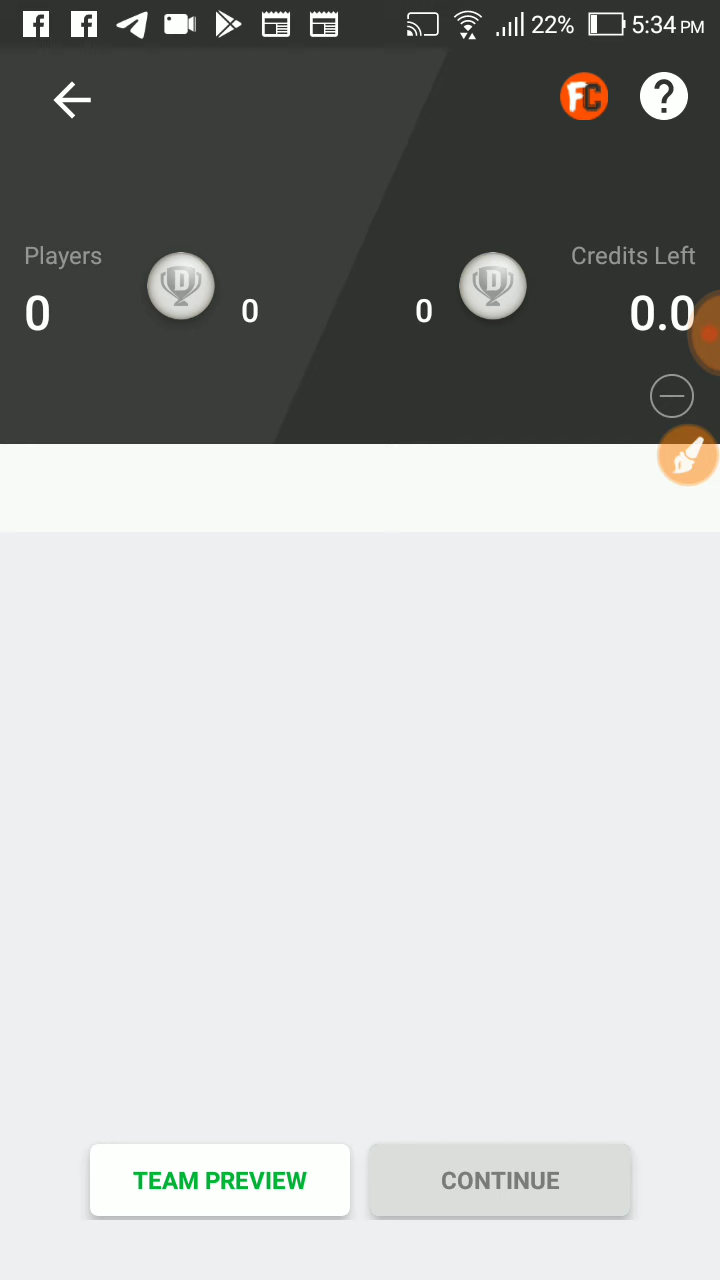 22% 5:34 PM
FC ?
Players Credits Left
D D
0 0 0 0.0
TEAM PREVIEW CONTINUE